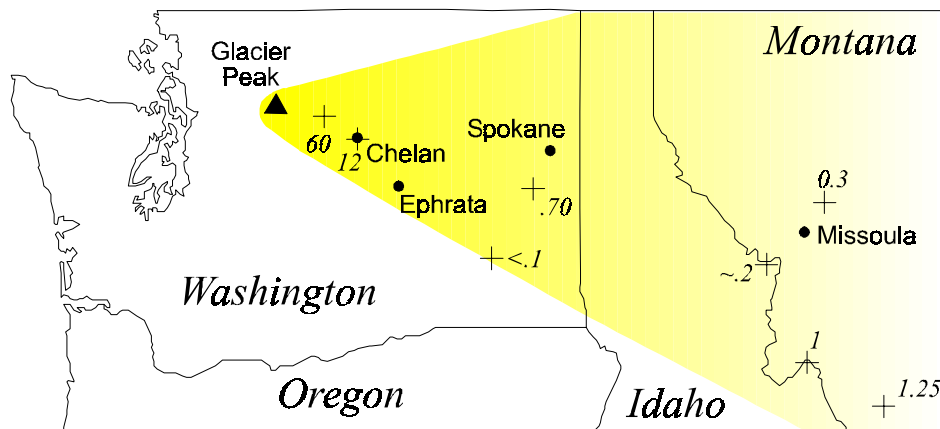 Glacier
Peak
Montana
60
12
Chelan
Spokane
Ephrata
.70
0.3
Missoula
<.1
~.2
Washington
1
Oregon
Idaho
1.25